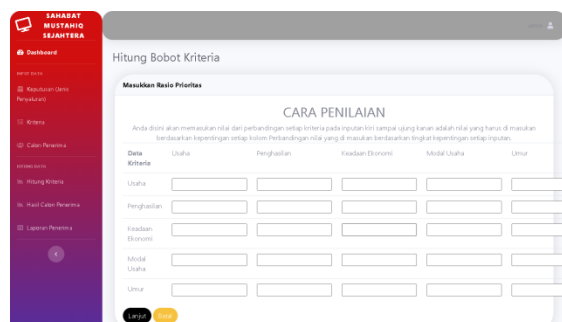 SAHABAT
MUSTAHIQ
SEJAHTERA
Dashboard
INPUT DATA
Keputusan (Jenis
Penyaluran)
Kriteria
Calon Penerima
HITUNG DATA
Hitung Kriteria
Hasil Calon Penerima
Laporan Penerima
Hitung Bobot Kriteria
Masukkan Rasio Prioritas
CARA PENILAIAN
Anda disini akan memasukan nilai dari perbandingan setiap kriteria pada inputan kiri sampai ujung kanan adalah nilai yang harus di masukan
berdasarkan kepentingan setiap kolom Perbandingan nilai yang di masukan berdasarkan tingkat kepentingan setiap inputan.
Data
Kriteria
Usaha
Penghasilan
Keadaan Ekonomi
Modal Usaha
Umur
Usaha
Penghasilan
Keadaan
Ekonomi
Modal
Usaha
Umur
Lanjut